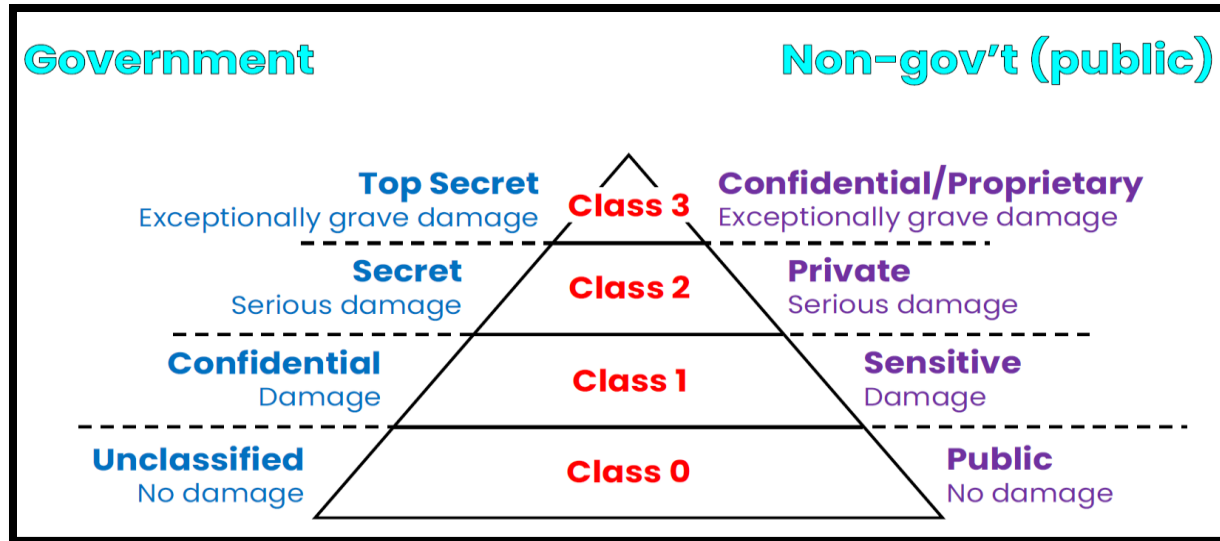 Government
Non-gov't (public)
Top Secret
Exceptionally grave damage
Class 3
Confidential/Proprietary
Exceptionally grave damage
Secret
Serious damage
Class 2
Private
Serious damage
Confidential
Damage
Class 1
Sensitive
Damage
Unclassified
No damage
Class 0
Public
No damage